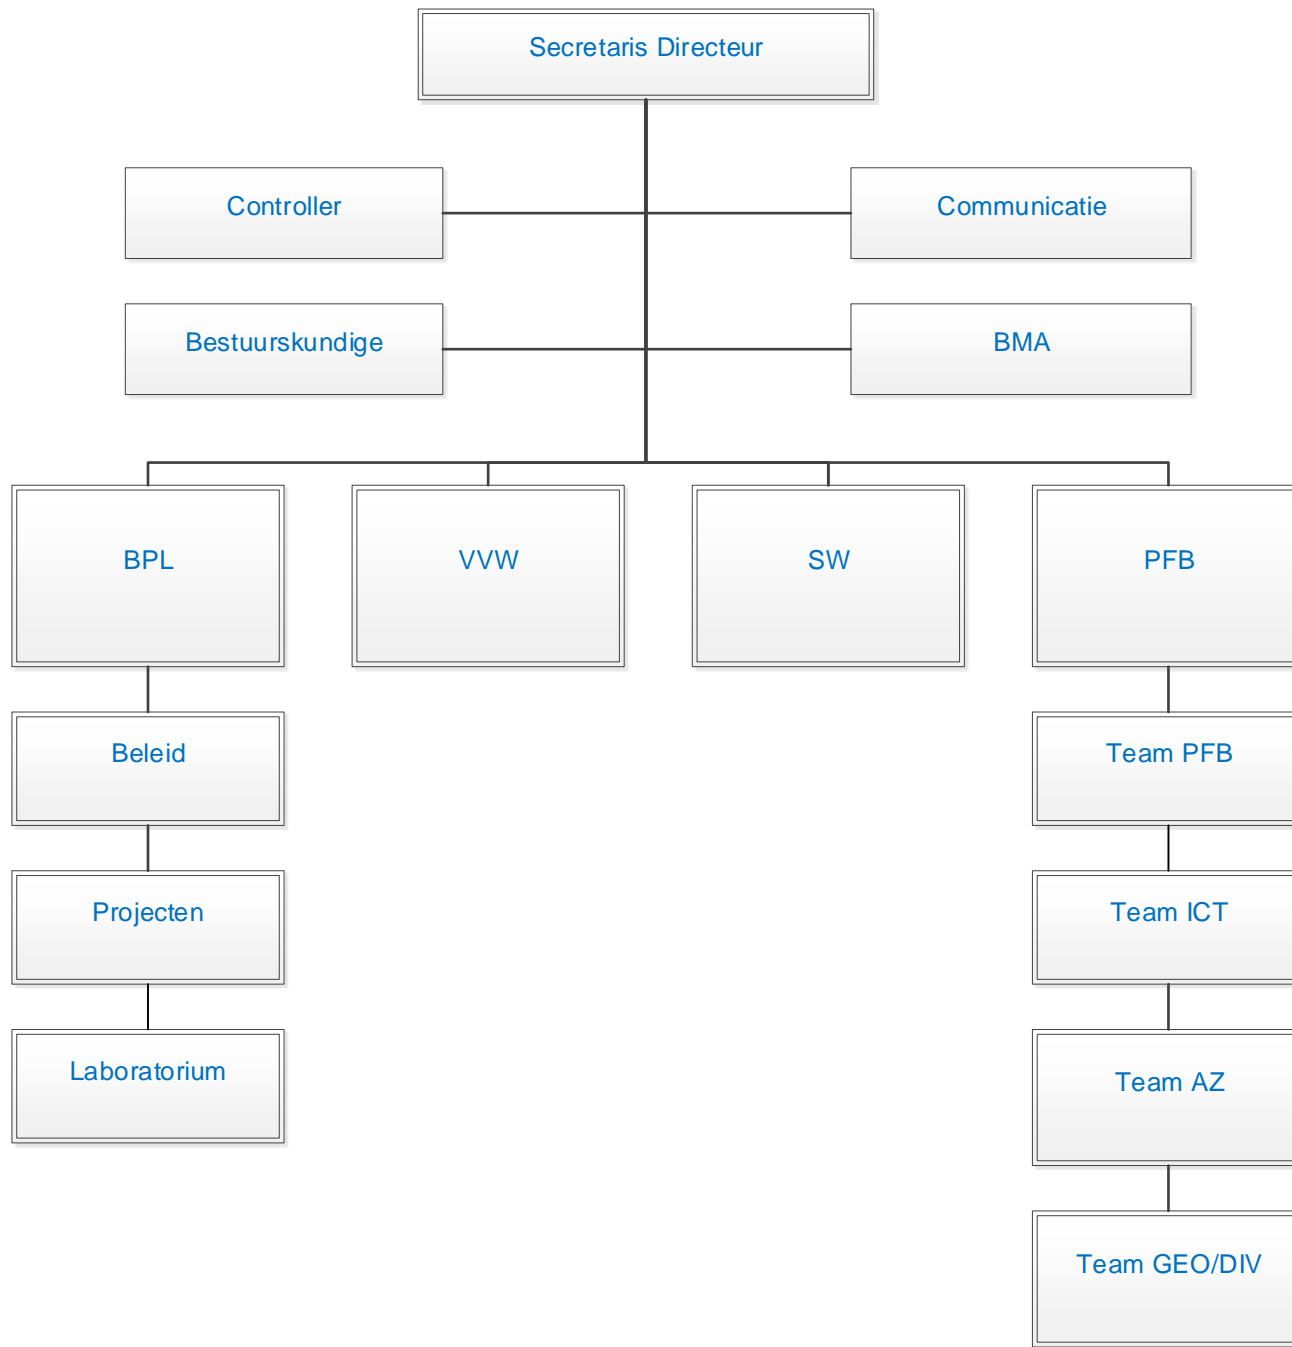 Secretaris Directeur
Controller
Communicatie
Bestuurskundige
BMA
BPL
VVW
SW
PFB
Beleid
Team PFB
Projecten
Team ICT
Laboratorium
Team AZ
Team GEO/DIV